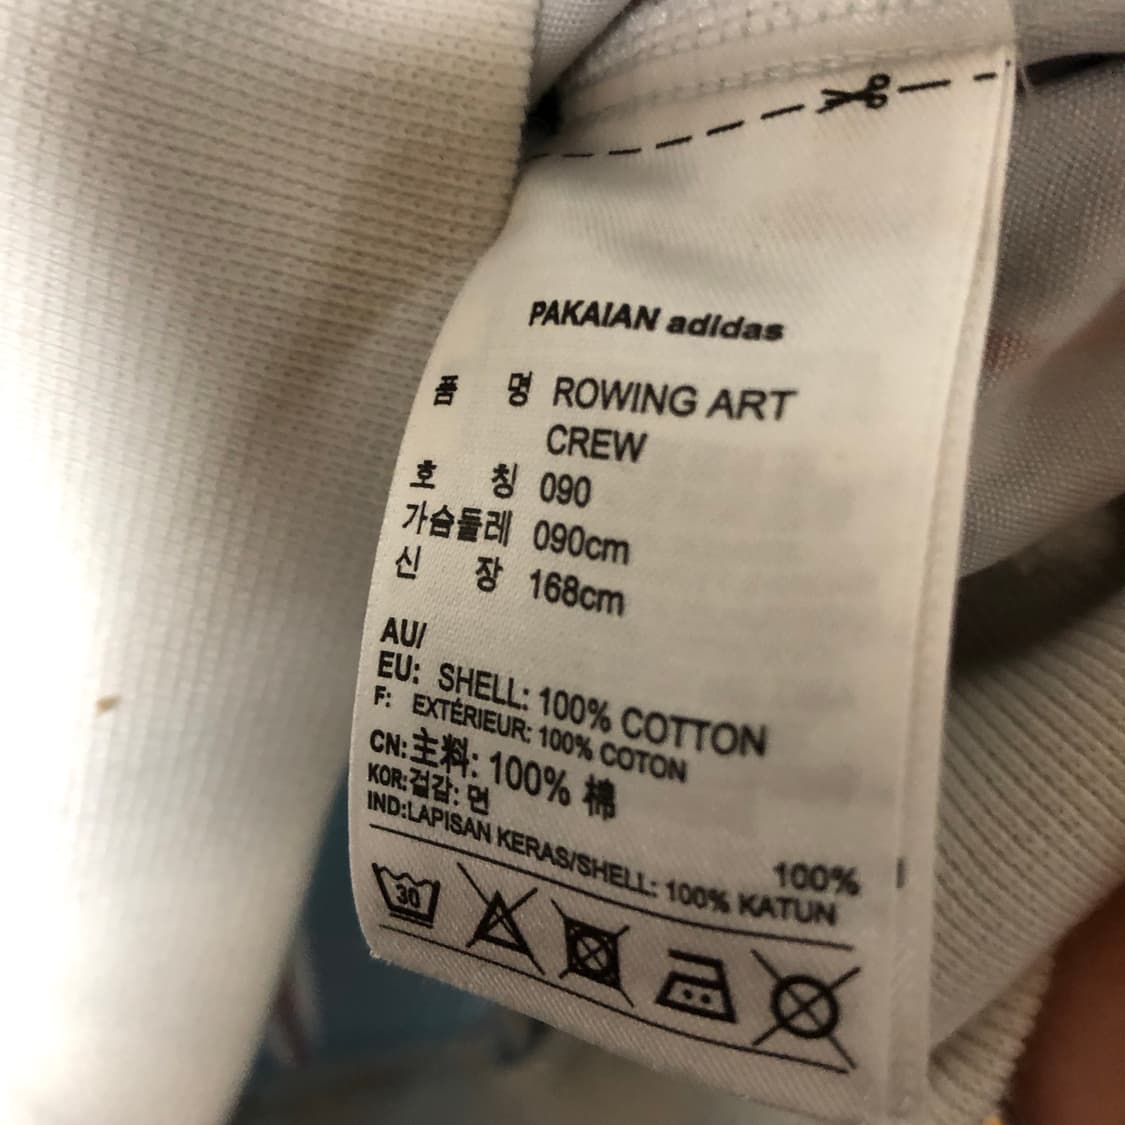 PAKAIAN adidas
품 명 ROWING ART
CREW
호 칭 090
가슴둘레 090cm
신 장 168cm
AU/
EU: SHELL: 100% COTTON
F: EXTÉRIEUR: 100% COTON
CN:主料: 100% 棉
KOR:겉감: 면 100%
IND:LAPISAN KERAS/SHELL: 100% KATUN
30